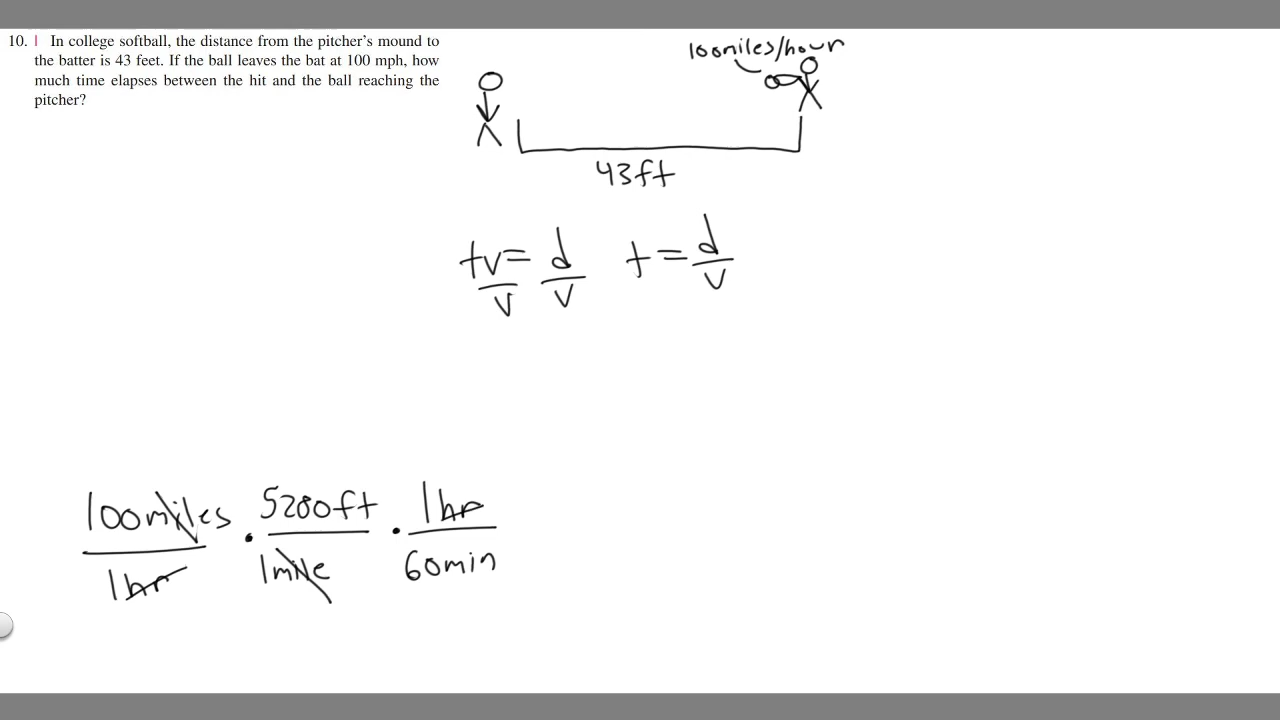 10. | In college softball, the distance from the pitcher's mound to
the batter is 43 feet. If the ball leaves the bat at 100 mph, how
much time elapses between the hit and the ball reaching the
pitcher?
100miles/hour
43ft
tv = d t = d
v v v
100miles . 5280ft . 1hr
1hr 1mile 60min